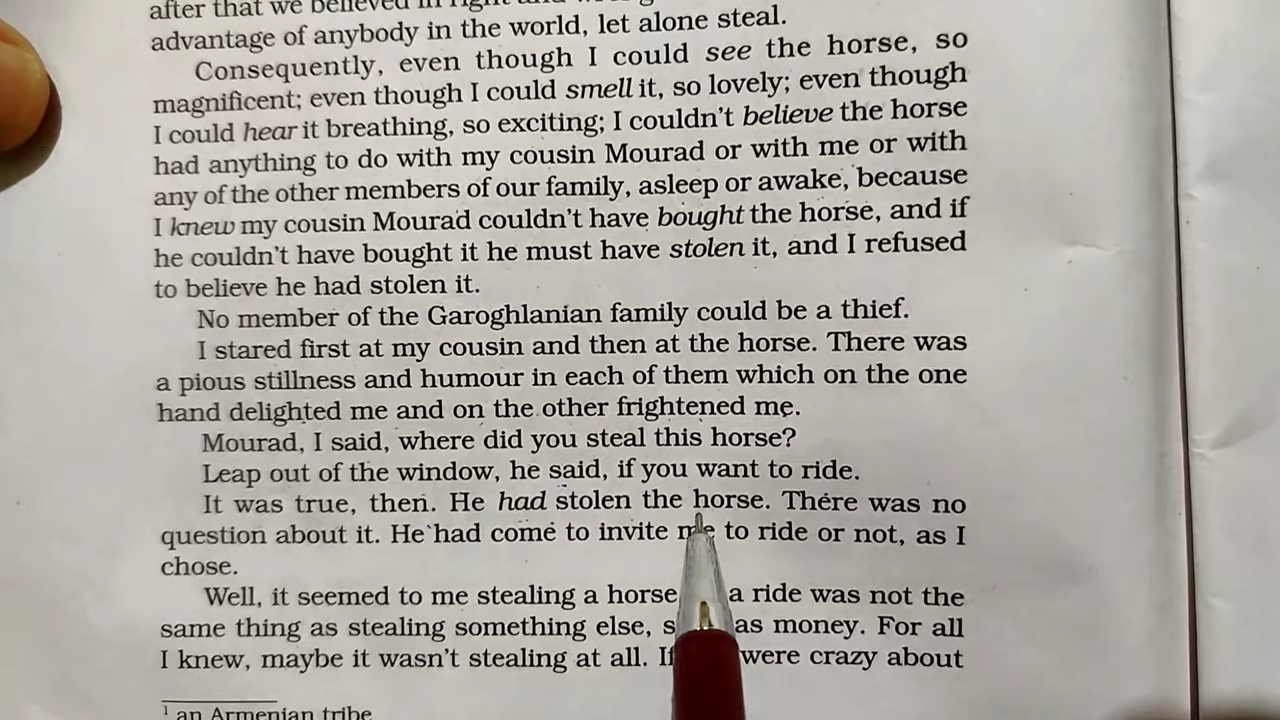 after that we believed in right and
advantage of anybody in the world, let alone steal.
Consequently, even though I could see the horse, so
magnificent; even though I could smell it, so lovely; even though
I could hear it breathing, so exciting; I couldn't believe the horse
had anything to do with my cousin Mourad or with me or with
any of the other members of our family, asleep or awake, because
I knew my cousin Mourad couldn't have bought the horse, and if
he couldn't have bought it he must have stolen it, and I refused
to believe he had stolen it.
No member of the Garoghlanian family could be a thief.
I stared first at my cousin and then at the horse. There was
a pious stillness and humour in each of them which on the one
hand delighted me and on the other frightened me.
Mourad, I said, where did you steal this horse?
Leap out of the window, he said, if you want to ride.
It was true, then. He had stolen the horse. There was no
question about it. He had come to invite me to ride or not, as I
chose.
Well, it seemed to me stealing a horse a ride was not the
same thing as stealing something else, as money. For all
I knew, maybe it wasn't stealing at all. were crazy about
1 an Armenian tribe